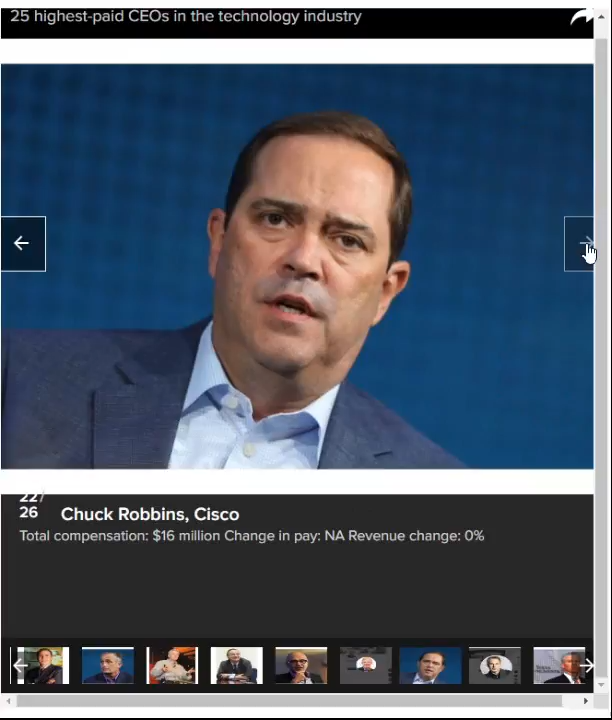 25 highest-paid CEOs in the technology industry
22/
26
Chuck Robbins, Cisco
Total compensation: $16 million Change in pay: NA Revenue change: 0%